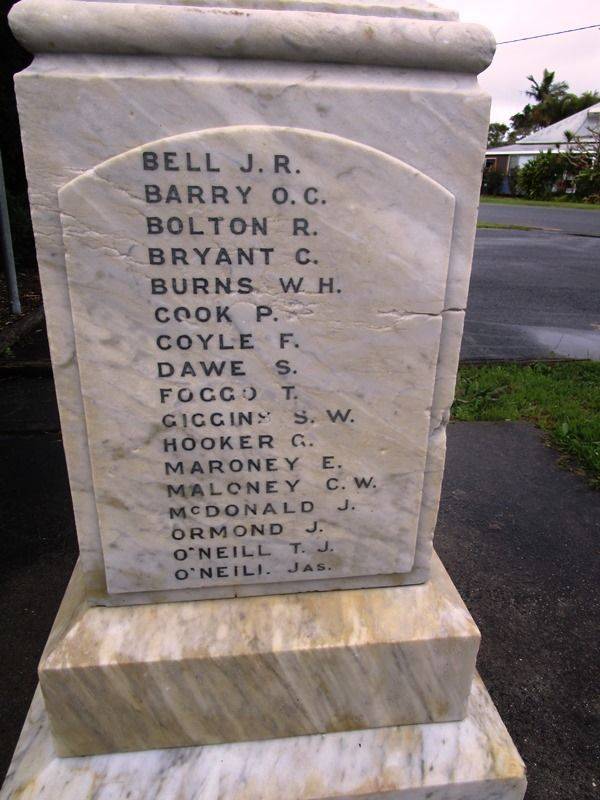 BELL J. R.
BARRY O. C.
BOLTON R.
BRYANT C.
BURNS W H.
COOK P.
COYLE F.
DAWE S.
FOGGO T.
GIGGINS S. W.
HOOKER G.
MARONEY E.
MALONEY C. W.
McDONALD J.
ORMOND J.
O'NEILL T. J.
O'NEILL Jas.